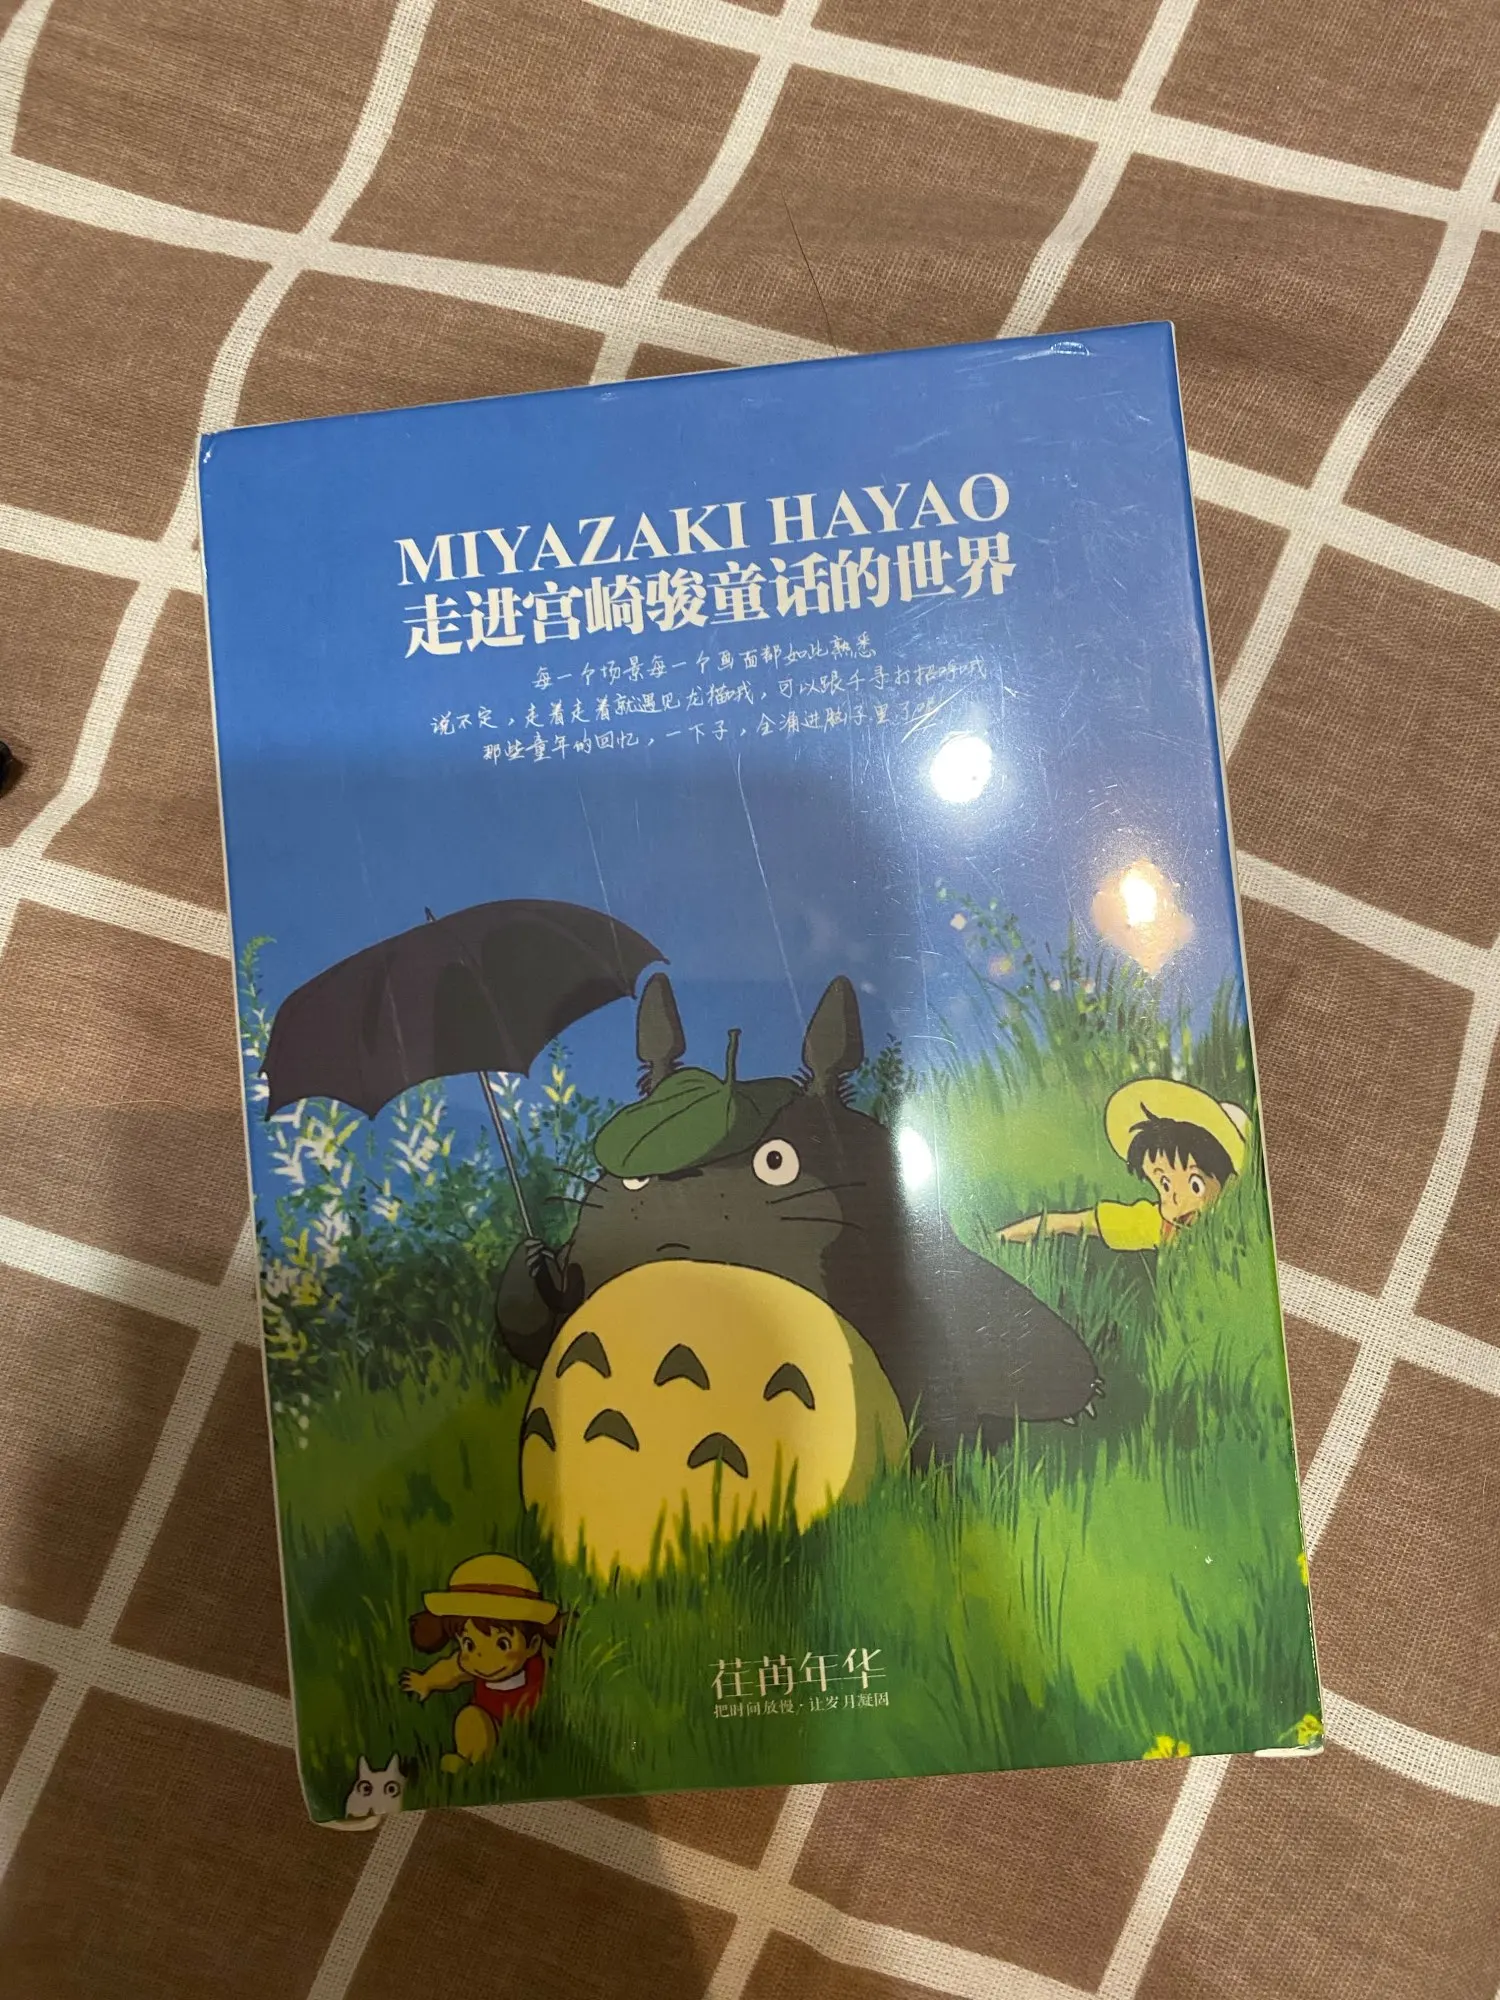 MIYAZAKI HAYAO
走进宫崎骏童话的世界
每一个场景每一个画面都如此熟悉
说不定，走着走着就遇见龙猫哦，可以跟千寻打招呼哦
那些童年的回忆，一下子，全涌进脑子里了吧
荏苒年华
把时间放慢·让岁月凝固